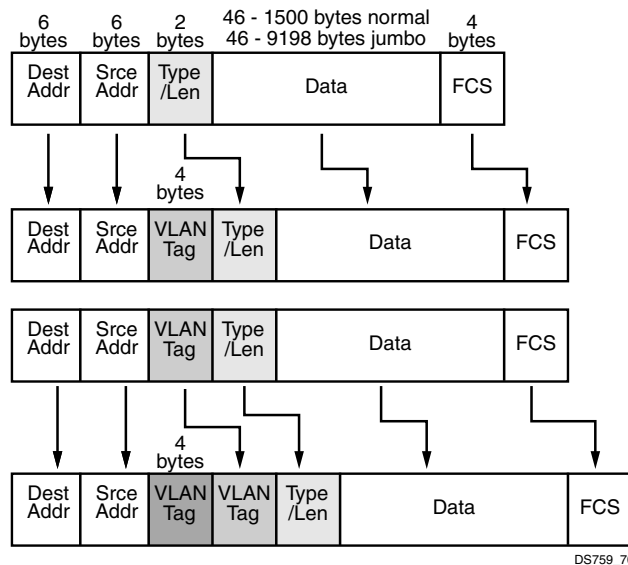 6 bytes 6 bytes 2 bytes 46 - 1500 bytes normal 4 bytes
46 - 9198 bytes jumbo
Dest Addr Srce Addr Type /Len Data FCS
4 bytes
Dest Addr Srce Addr VLAN Tag Type /Len Data FCS
Dest Addr Srce Addr VLAN Tag Type /Len Data FCS
4 bytes
Dest Addr Srce Addr VLAN Tag VLAN Tag Type /Len Data FCS